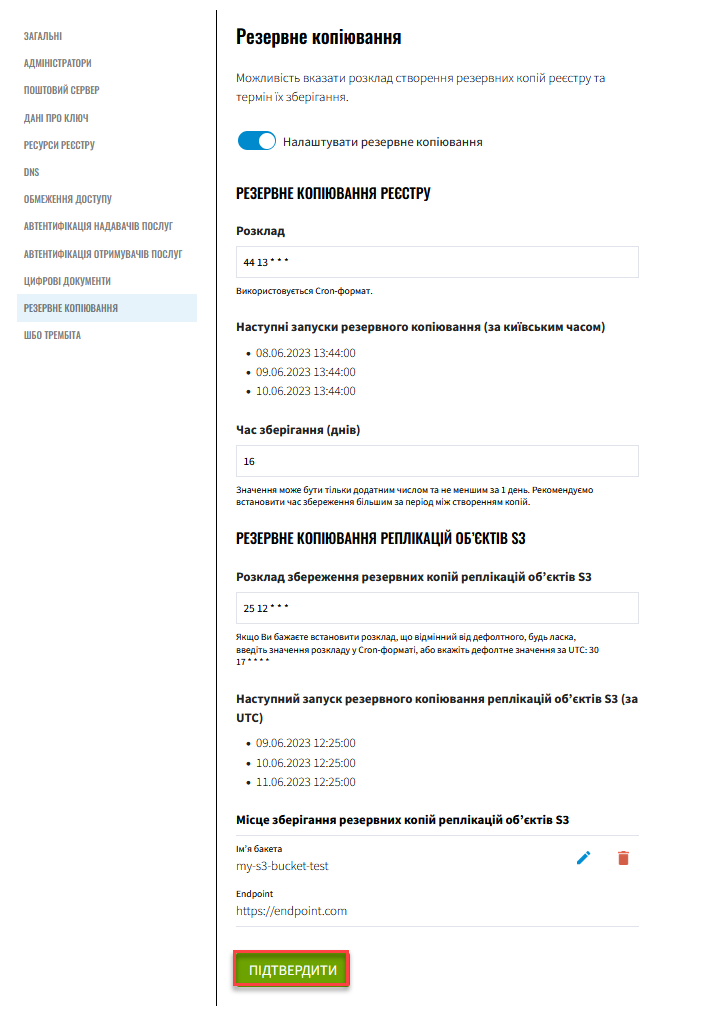 ЗАГАЛЬНІ
АДМІНІСТРАТОРИ
ПОШТОВИЙ СЕРВЕР
ДАНІ ПРО КЛЮЧ
РЕСУРСИ РЕЄСТРУ
DNS
ОБМЕЖЕННЯ ДОСТУПУ
АВТЕНТИФІКАЦІЯ НАДАВАЧІВ ПОСЛУГ
АВТЕНТИФІКАЦІЯ ОТРИМУВАЧІВ ПОСЛУГ
ЦИФРОВІ ДОКУМЕНТИ
РЕЗЕРВНЕ КОПІЮВАННЯ
ШБО ТРЕМБІТА
Резервне копіювання
Можливість вказати розклад створення резервних копій реєстру та
термін їх зберігання.
Налаштувати резервне копіювання
РЕЗЕРВНЕ КОПІЮВАННЯ РЕЄСТРУ
Розклад
44 13 * * *
Використовується Cron-формат.
Наступні запуски резервного копіювання (за київським часом)
• 08.06.2023 13:44:00
• 09.06.2023 13:44:00
• 10.06.2023 13:44:00
Час зберігання (днів)
16
Значення може бути тільки додатним числом та не меншим за 1 день. Рекомендуємо
встановити час збереження більшим за період між створенням копій.
РЕЗЕРВНЕ КОПІЮВАННЯ РЕПЛІКАЦІЙ ОБ’ЄКТІВ S3
Розклад збереження резервних копій реплікацій об’єктів S3
25 12 * * *
Якщо Ви бажаєте встановити розклад, що відмінний від дефолтного, будь ласка,
введіть значення розкладу у Cron-форматі, або вкажіть дефолтне значення за UTC: 30
17 * * * *
Наступний запуск резервного копіювання реплікацій об’єктів S3 (за
UTC)
• 09.06.2023 12:25:00
• 10.06.2023 12:25:00
• 11.06.2023 12:25:00
Місце зберігання резервних копій реплікацій об’єктів S3
Ім’я бакета
my-s3-bucket-test
Endpoint
https://endpoint.com
ПІДТВЕРДИТИ